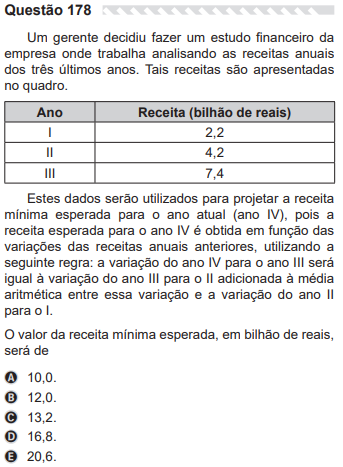 Questão 178
Um gerente decidiu fazer um estudo financeiro da
empresa onde trabalha analisando as receitas anuais
dos três últimos anos. Tais receitas são apresentadas
no quadro.
Ano Receita (bilhão de reais)
I 2,2
II 4,2
III 7,4
Estes dados serão utilizados para projetar a receita
mínima esperada para o ano atual (ano IV), pois a
receita esperada para o ano IV é obtida em função das
variações das receitas anuais anteriores, utilizando a
seguinte regra: a variação do ano IV para o ano III será
igual à variação do ano III para o II adicionada à média
aritmética entre essa variação e a variação do ano II
para o I.
O valor da receita mínima esperada, em bilhão de reais,
será de
A 10,0.
B 12,0.
C 13,2.
D 16,8.
E 20,6.